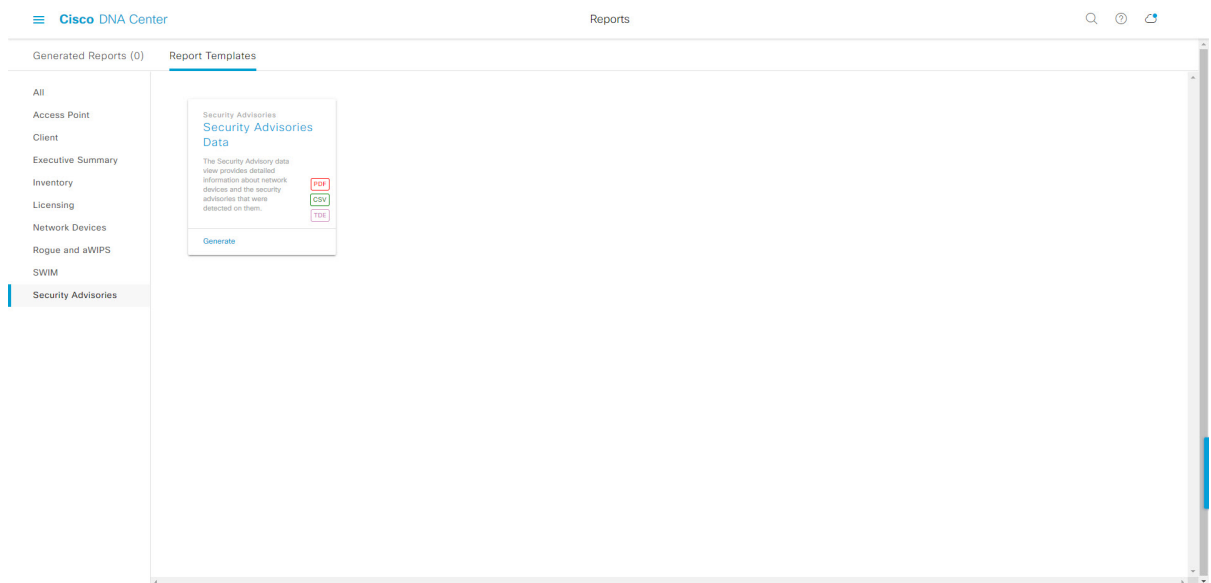 Cisco DNA Center
Reports
Generated Reports (0)
Report Templates
All
Access Point
Client
Executive Summary
Inventory
Licensing
Network Devices
Rogue and aWIPS
SWIM
Security Advisories
Security Advisories
Security Advisories
Data
The Security Advisory data
view provides detailed
information about network
devices and the security
advisories that were
detected on them.
PDF
CSV
TDE
Generate